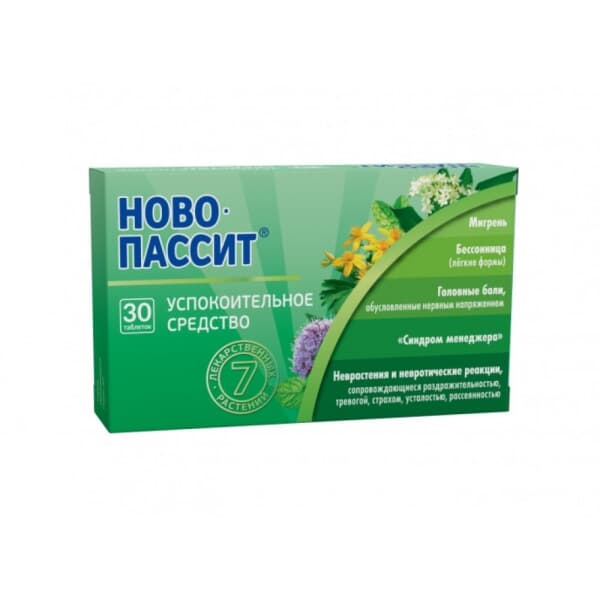 НОВО-
ПАССИТ®
30
таблеток
УСПОКОИТЕЛЬНОЕ
СРЕДСТВО
ЛЕКАРСТВЕННЫХ
7
РАСТЕНИЙ
Мигрень
Бессонница
(лёгкие формы)
Головные боли,
обусловленные нервным напряжением
«Синдром менеджера»
Неврастения и невротические реакции,
сопровождающиеся раздражительностью,
тревогой, страхом, усталостью, рассеянностью